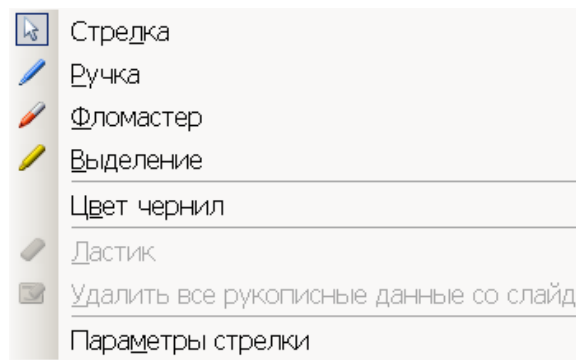 Стрелка
Ручка
Фломастер
Выделение
Цвет чернил
Ластик
Удалить все рукописные данные со слайд
Параметры стрелки